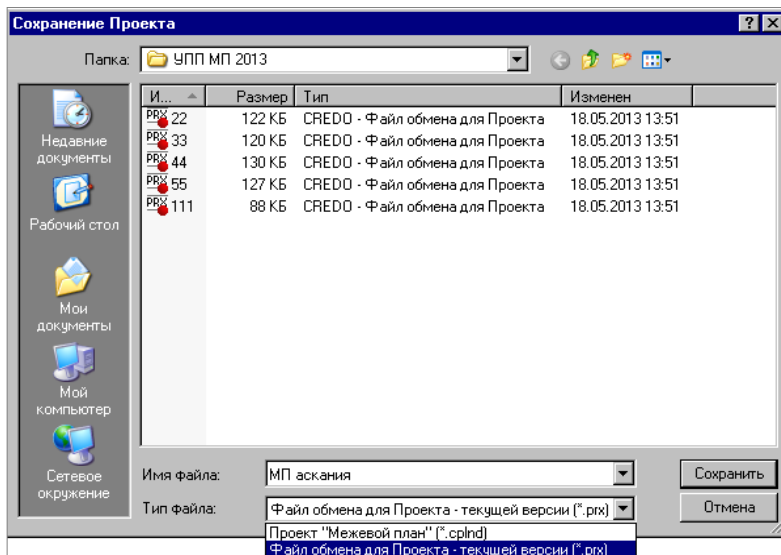 Сохранение Проекта
Папка: УПП МП 2013
И... Размер Тип Изменен
PRX 22 122 КБ CREDO - Файл обмена для Проекта 18.05.2013 13:51
PRX 33 120 КБ CREDO - Файл обмена для Проекта 18.05.2013 13:51
PRX 44 130 КБ CREDO - Файл обмена для Проекта 18.05.2013 13:51
PRX 55 127 КБ CREDO - Файл обмена для Проекта 18.05.2013 13:51
PRX 111 88 КБ CREDO - Файл обмена для Проекта 18.05.2013 13:51
Недавние
документы
Рабочий стол
Мои
документы
Мой
компьютер
Сетевое
окружение
Имя файла: МП аскания Сохранить
Тип файла: Файл обмена для Проекта - текущей версии (*.prx) Отмена
Проект "Межевой план" (*.cplnd)
Файл обмена для Проекта - текущей версии (*.prx)